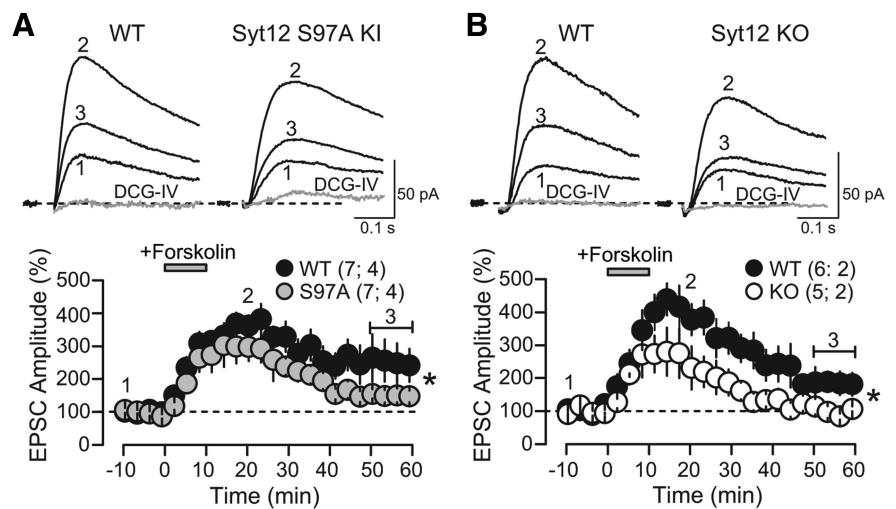 A
WT
Syt12 S97A KI
2
3
1
DCG-IV
2
3
1
DCG-IV
50 pA
0.1 s
+Forskolin
WT (7; 4)
S97A (7; 4)
EPSC Amplitude (%)
500
400
300
200
100
0
1
2
3
*
-10 0 10 20 30 40 50 60
Time (min)
B
WT
Syt12 KO
2
3
1
DCG-IV
2
3
1
DCG-IV
50 pA
0.1 s
+Forskolin
WT (6: 2)
KO (5; 2)
EPSC Amplitude (%)
500
400
300
200
100
0
1
2
3
*
-10 0 10 20 30 40 50 60
Time (min)